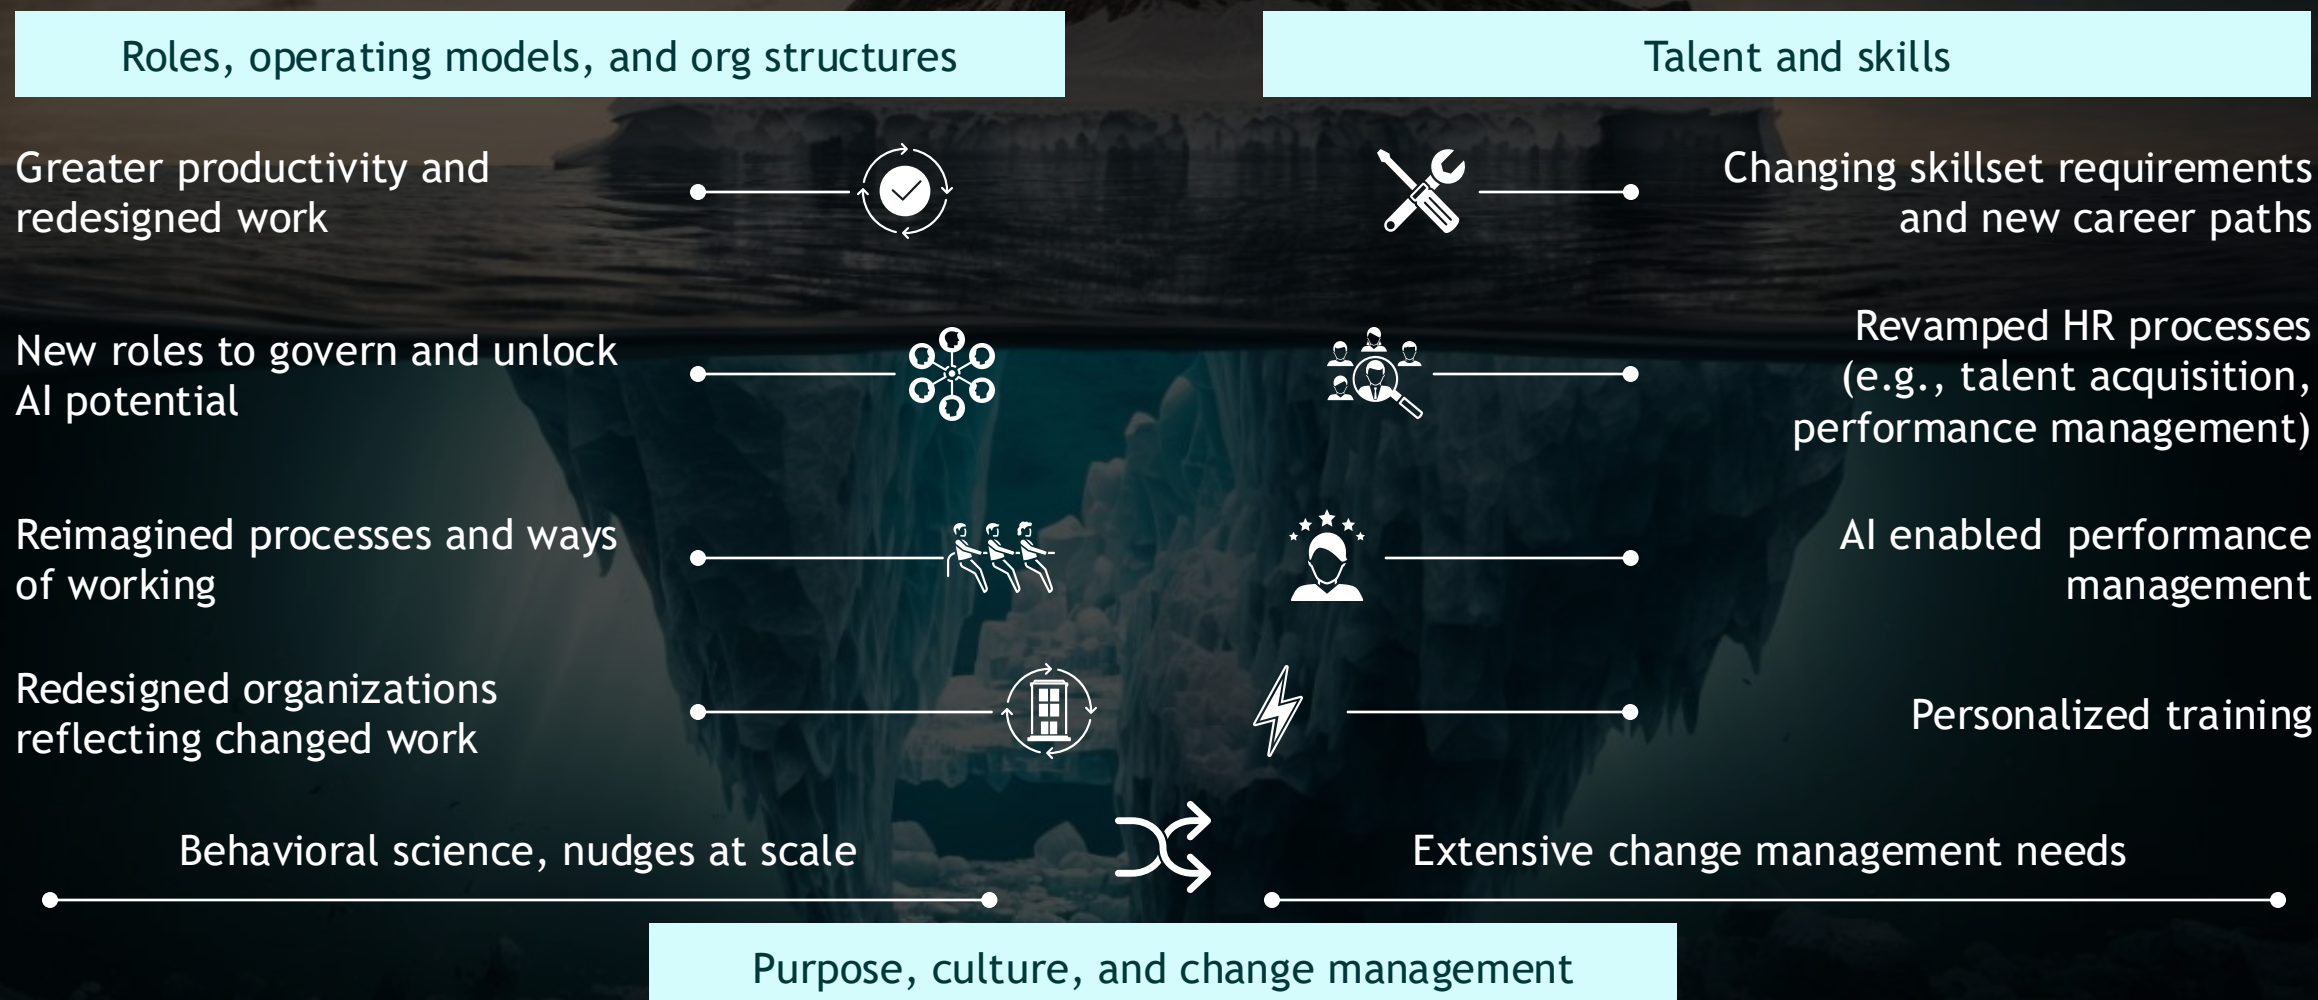 Roles, operating models, and org structures
Greater productivity and
redesigned work
New roles to govern and unlock
AI potential
Reimagined processes and ways
of working
Redesigned organizations
reflecting changed work
Talent and skills
Changing skillset requirements
and new career paths
Revamped HR processes
(e.g., talent acquisition,
performance management)
AI enabled  performance
management
Personalized training
Behavioral science, nudges at scale
Extensive change management needs
Purpose, culture, and change management